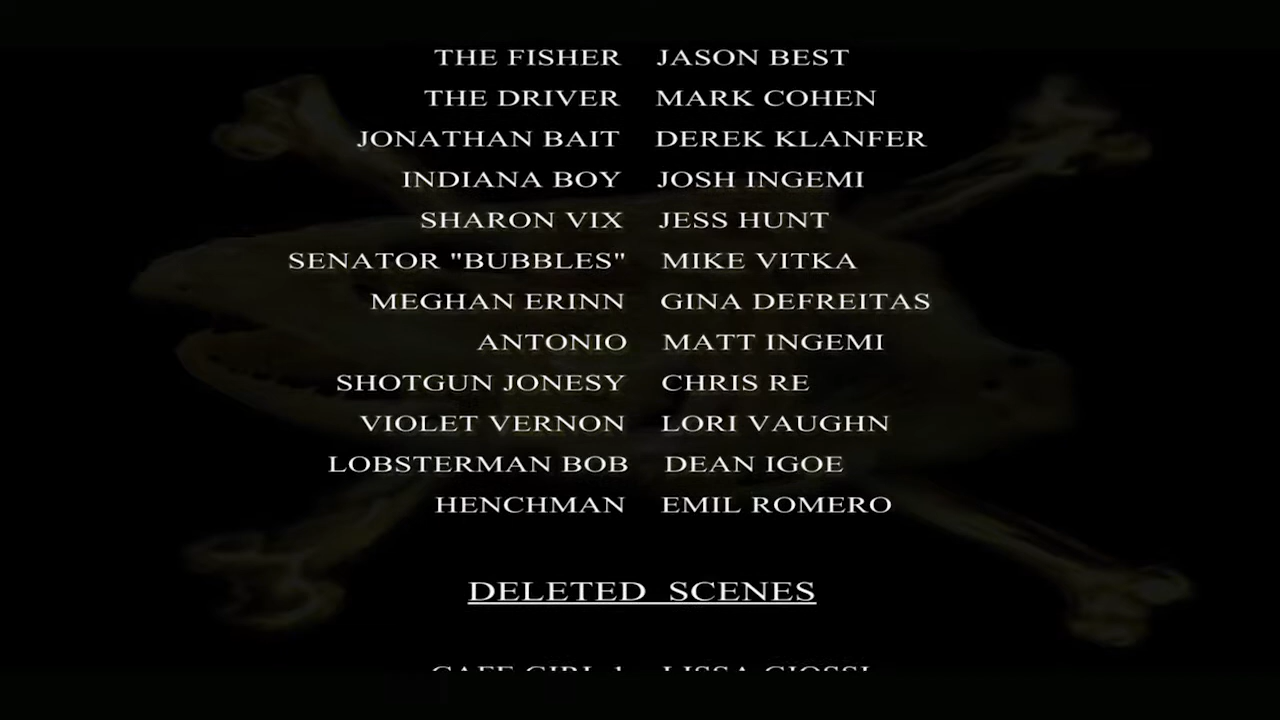 THE FISHER JASON BEST
THE DRIVER MARK COHEN
JONATHAN BAIT DEREK KLANFER
INDIANA BOY JOSH INGEMI
SHARON VIX JESS HUNT
SENATOR "BUBBLES" MIKE VITKA
MEGHAN ERINN GINA DEFREITAS
ANTONIO MATT INGEMI
SHOTGUN JONESY CHRIS RE
VIOLET VERNON LORI VAUGHN
LOBSTERMAN BOB DEAN IGOE
HENCHMAN EMIL ROMERO
DELETED SCENES